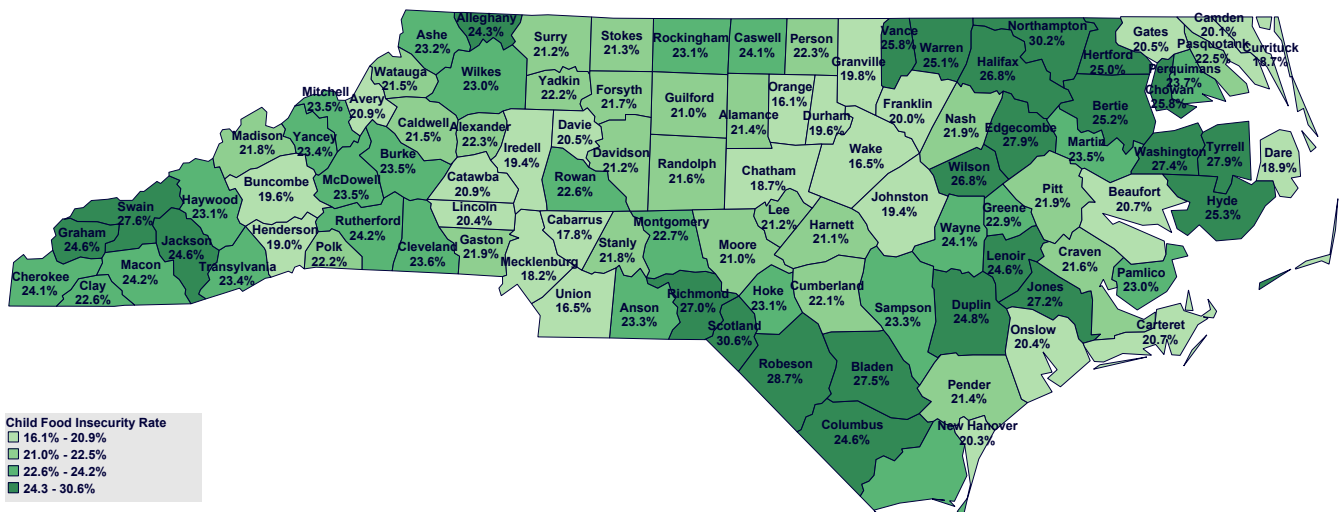 Alleghany
24.3%
Ashe
23.2%
Surry
21.2%
Stokes
21.3%
Rockingham
23.1%
Caswell
24.1%
Person
22.3%
Granville
19.8%
Vance
25.8%
Warren
25.1%
Northampton
30.2%
Halifax
26.8%
Hertford
25.0%
Gates
20.5%
Camden
20.1%
Pasquotank
22.5%
Currituck
18.7%
Perquimans
23.7%
Chowan
25.8%
Bertie
25.2%
Watauga
21.5%
Wilkes
23.0%
Yadkin
22.2%
Forsyth
21.7%
Guilford
21.0%
Alamance
21.4%
Orange
16.1%
Durham
19.6%
Franklin
20.0%
Nash
21.9%
Edgecombe
27.9%
Martin
23.5%
Washington
27.4%
Tyrrell
27.9%
Dare
18.9%
Mitchell
23.5%
Avery
20.9%
Caldwell
21.5%
Alexander
22.3%
Iredell
19.4%
Davie
20.5%
Davidson
21.2%
Randolph
21.6%
Chatham
18.7%
Wake
16.5%
Wilson
26.8%
Pitt
21.9%
Beaufort
20.7%
Hyde
25.3%
Madison
21.8%
Yancey
23.4%
Burke
23.5%
McDowell
23.5%
Catawba
20.9%
Rowan
22.6%
Johnston
19.4%
Greene
22.9%
Buncombe
19.6%
Haywood
23.1%
Swain
27.6%
Graham
24.6%
Jackson
24.6%
Henderson
19.0%
Rutherford
24.2%
Lincoln
20.4%
Cabarrus
17.8%
Stanly
21.8%
Montgomery
22.7%
Lee
21.2%
Harnett
21.1%
Moore
21.0%
Wayne
24.1%
Lenoir
24.6%
Craven
21.6%
Pamlico
23.0%
Cherokee
24.1%
Clay
22.6%
Macon
24.2%
Transylvania
23.4%
Polk
22.2%
Cleveland
23.6%
Gaston
21.9%
Mecklenburg
18.2%
Union
16.5%
Anson
23.3%
Richmond
27.0%
Scotland
30.6%
Hoke
23.1%
Cumberland
22.1%
Sampson
23.3%
Duplin
24.8%
Jones
27.2%
Onslow
20.4%
Carteret
20.7%
Robeson
28.7%
Bladen
27.5%
Pender
21.4%
Columbus
24.6%
New Hanover
20.3%
Child Food Insecurity Rate
16.1% - 20.9%
21.0% - 22.5%
22.6% - 24.2%
24.3 - 30.6%